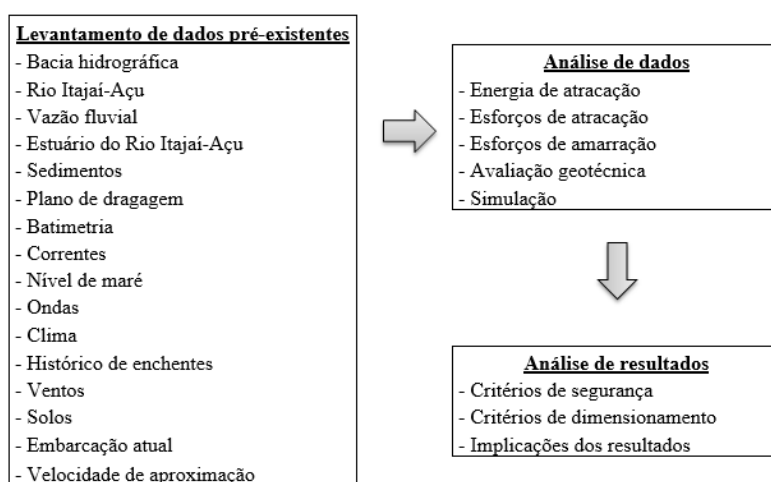 Levantamento de dados pré-existentes
- Bacia hidrográfica
- Rio Itajaí-Açu
- Vazão fluvial
- Estuário do Rio Itajaí-Açu
- Sedimentos
- Plano de dragagem
- Batimetria
- Correntes
- Nível de maré
- Ondas
- Clima
- Histórico de enchentes
- Ventos
- Solos
- Embarcação atual
- Velocidade de aproximação
Análise de dados
- Energia de atracação
- Esforços de atracação
- Esforços de amarração
- Avaliação geotécnica
- Simulação
Análise de resultados
- Critérios de segurança
- Critérios de dimensionamento
- Implicações dos resultados